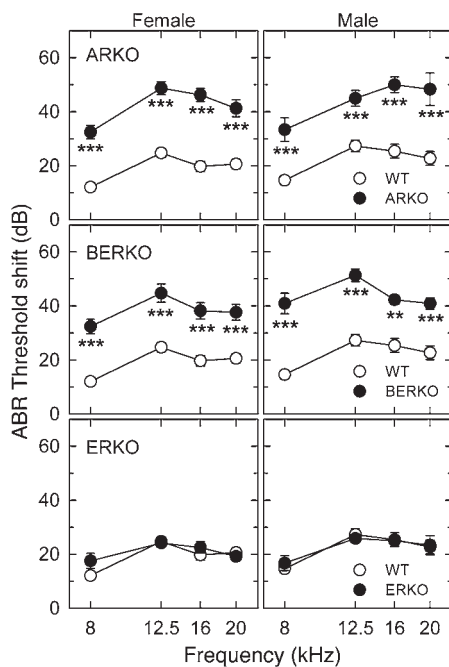 Female
Male
ABR Threshold shift (dB)
ARKO
60
40
20
0
***
***
***
***
***
***
***
***
WT
ARKO
BERKO
60
40
20
0
***
***
***
***
***
***
**
***
WT
BERKO
ERKO
60
40
20
0
WT
ERKO
8
12.5
16
20
8
12.5
16
20
Frequency (kHz)